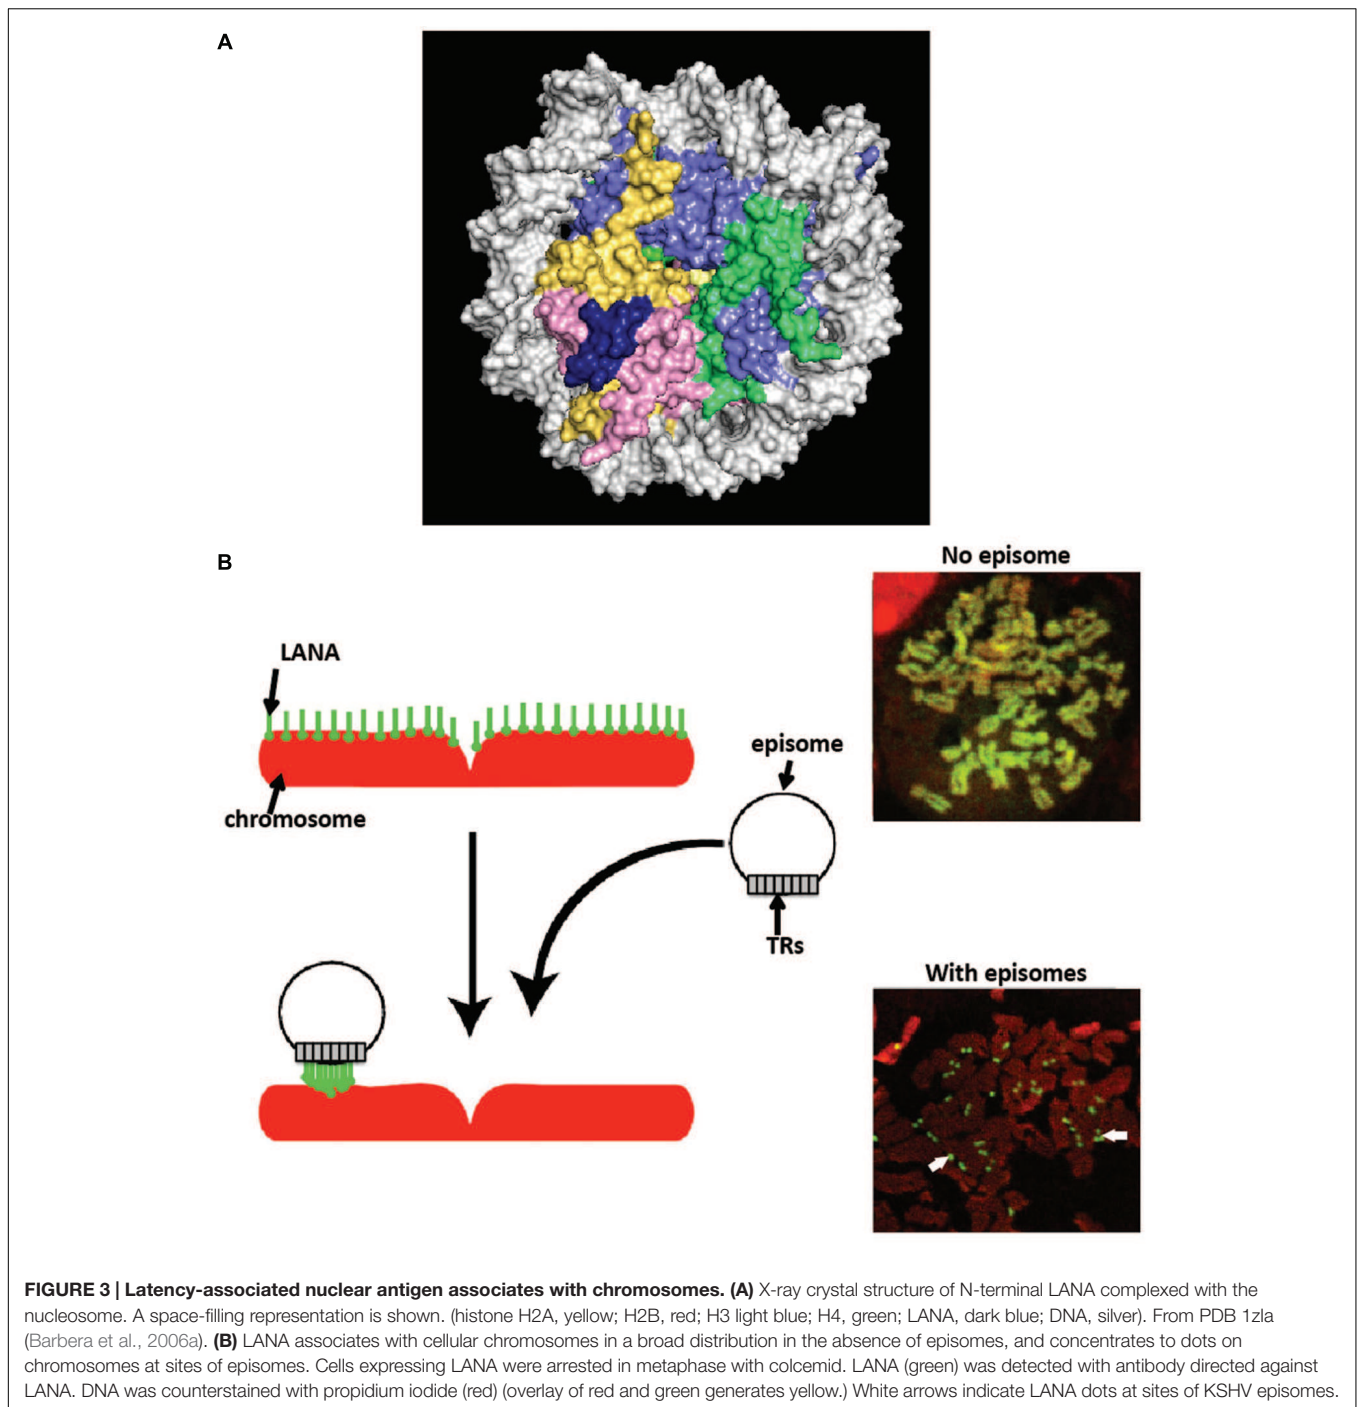 A
B
No episome
LANA
episome
chromosome
TRs
With episomes
FIGURE 3 | Latency-associated nuclear antigen associates with chromosomes. (A) X-ray crystal structure of N-terminal LANA complexed with the
nucleosome. A space-filling representation is shown. (histone H2A, yellow; H2B, red; H3 light blue; H4, green; LANA, dark blue; DNA, silver). From PDB 1zla
(Barbera et al., 2006a). (B) LANA associates with cellular chromosomes in a broad distribution in the absence of episomes, and concentrates to dots on
chromosomes at sites of episomes. Cells expressing LANA were arrested in metaphase with colcemid. LANA (green) was detected with antibody directed against
LANA. DNA was counterstained with propidium iodide (red) (overlay of red and green generates yellow.) White arrows indicate LANA dots at sites of KSHV episomes.